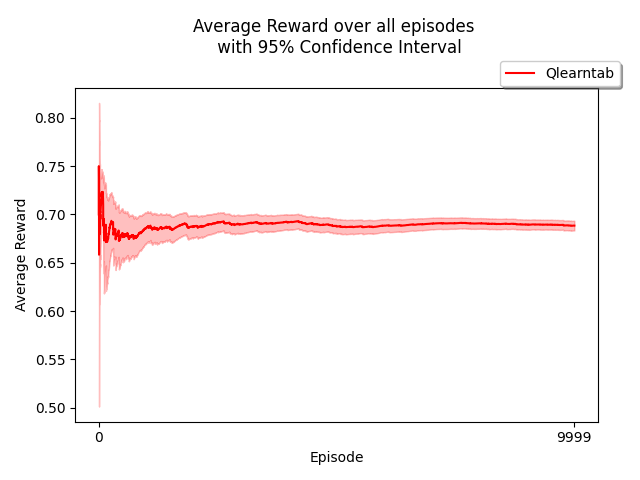 Average Reward over all episodes
with 95% Confidence Interval
Qlearntab
0.80
0.75
0.70
0.65
0.60
0.55
0.50
Average Reward
0
9999
Episode